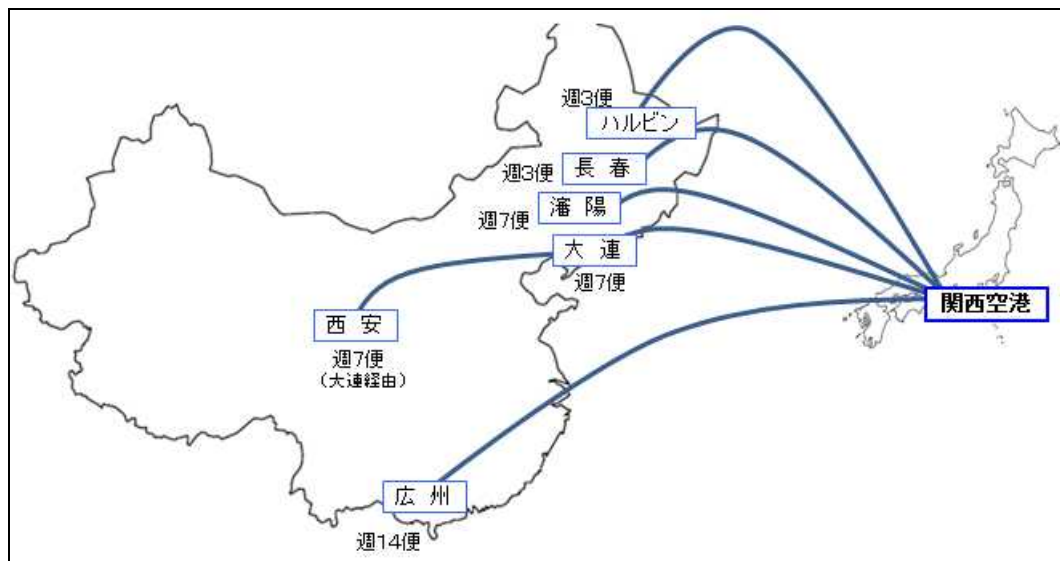 週3便
ハルビン
週3便
長 春
週7便
瀋 陽
大 連
週7便
関西空港
西 安
週7便
(大連経由)
広 州
週14便